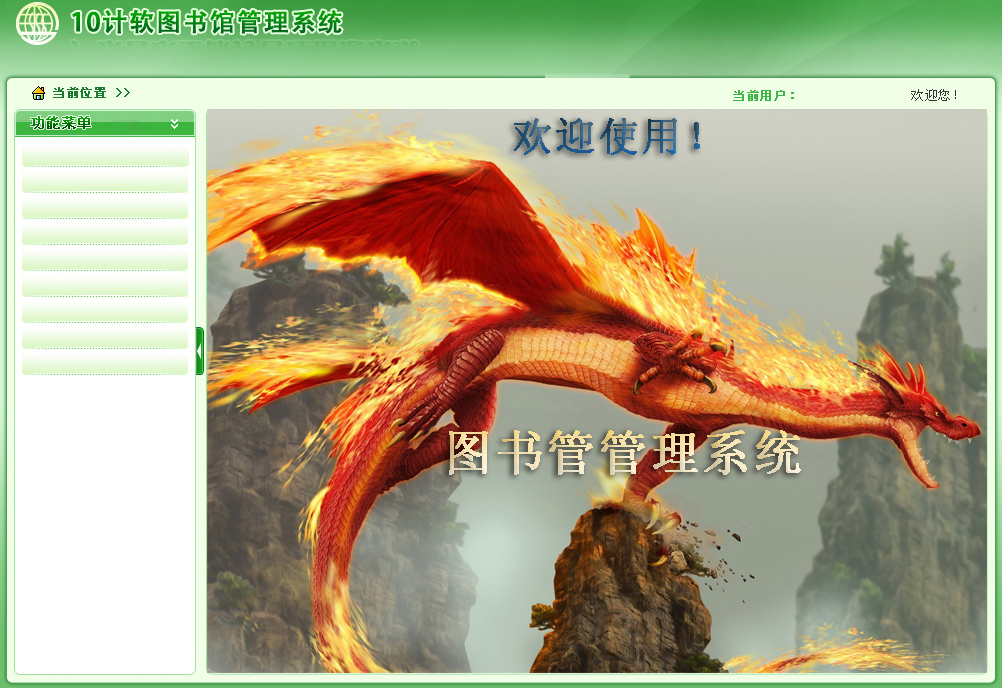 10计软图书馆管理系统
当前位置 >>
当前用户：
欢迎您！
功能菜单
欢迎使用！
图书管管理系统